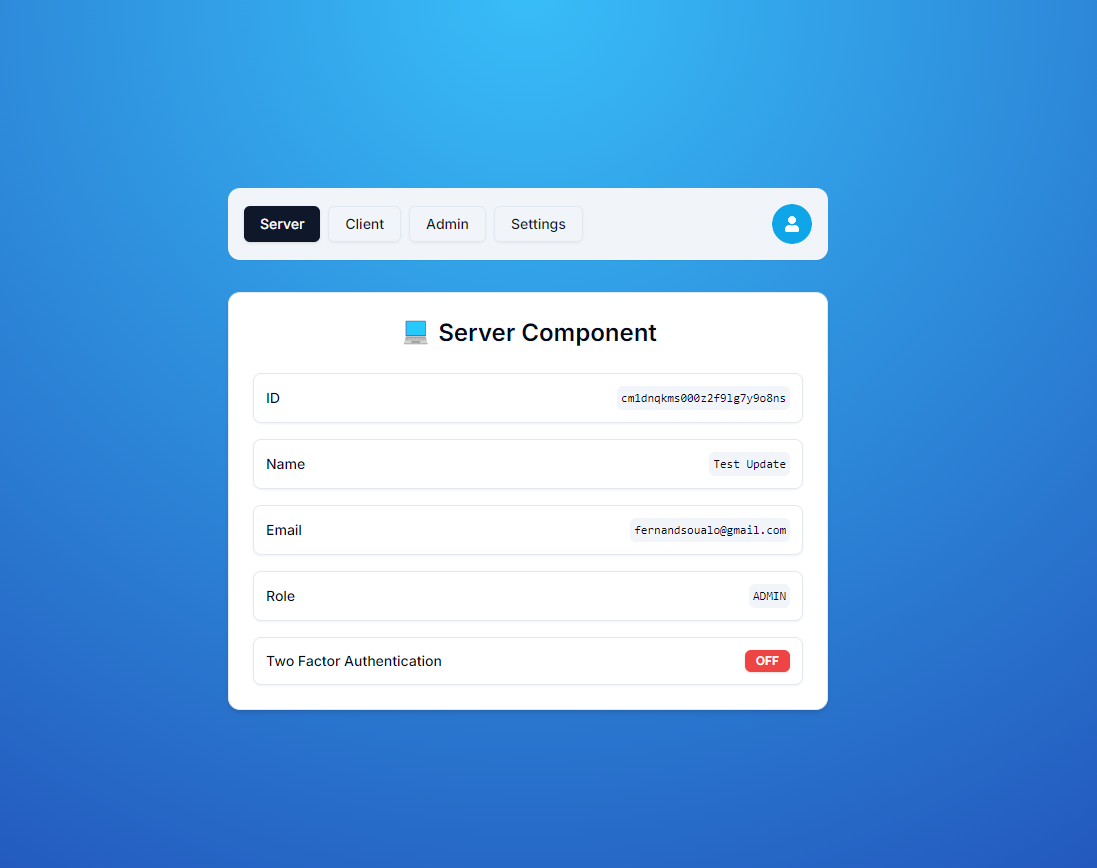 Server Client Admin Settings
Server Component
ID cm1dnqkms000z2f9lg7y9o8ns
Name Test Update
Email fernandsoualo@gmail.com
Role ADMIN
Two Factor Authentication OFF